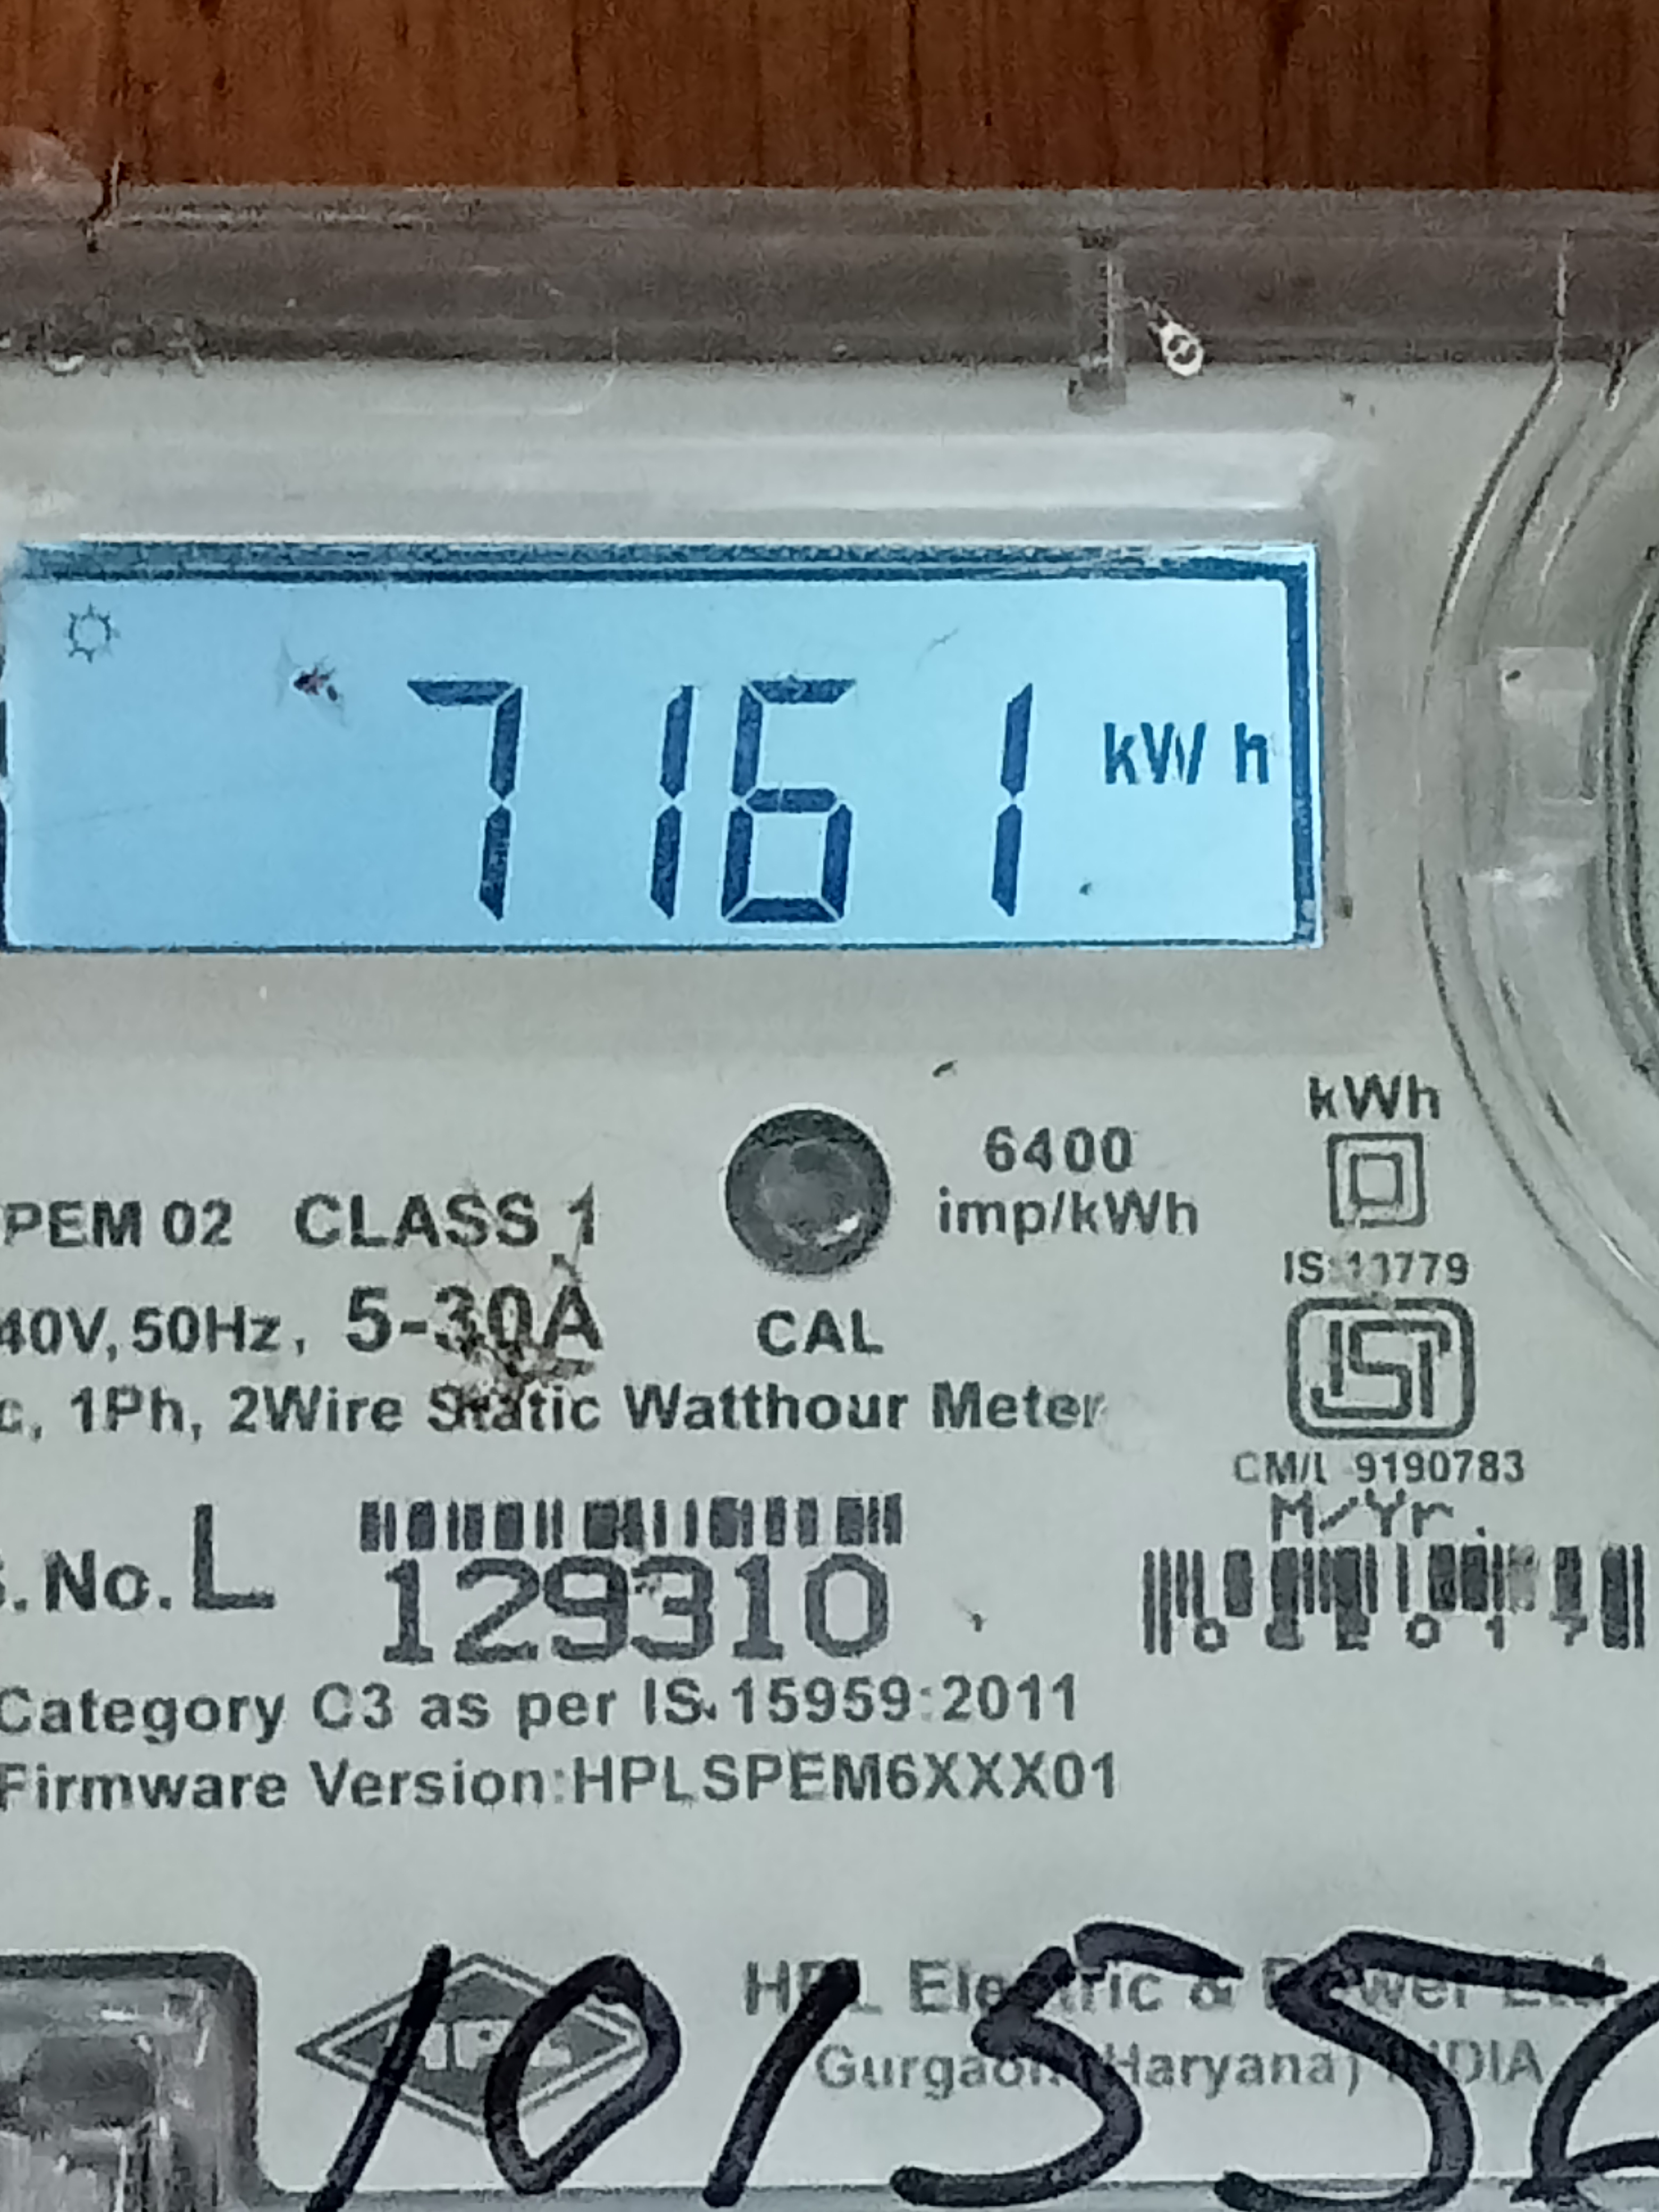 7161 kWh
kWh
6400
imp/kWh
PEM 02 CLASS 1
IS:13779
40V, 50Hz, 5-30A
CAL
c, 1Ph, 2Wire Static Watthour Meter
CM/L 9190783
M/Yr.
S.No. L 129310
Category C3 as per IS 15959:2011
Firmware Version:HPLSPEM6XXX01
HPL
HPL Electric & Power Ltd.
Gurgaon (Haryana) INDIA
10155